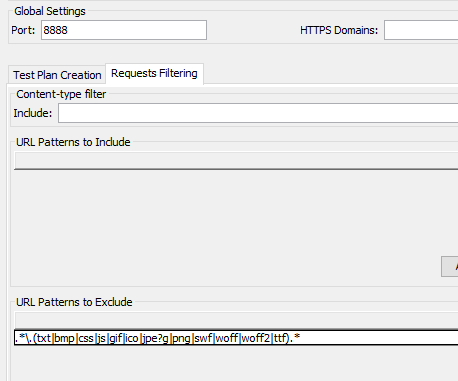 Global Settings
Port: 8888 HTTPS Domains:
Test Plan Creation Requests Filtering
Content-type filter
Include:
URL Patterns to Include
URL Patterns to Exclude
.*\.(txt|bmp|css|js|gif|ico|jpe?g|png|swf|woff|woff2|ttf).*